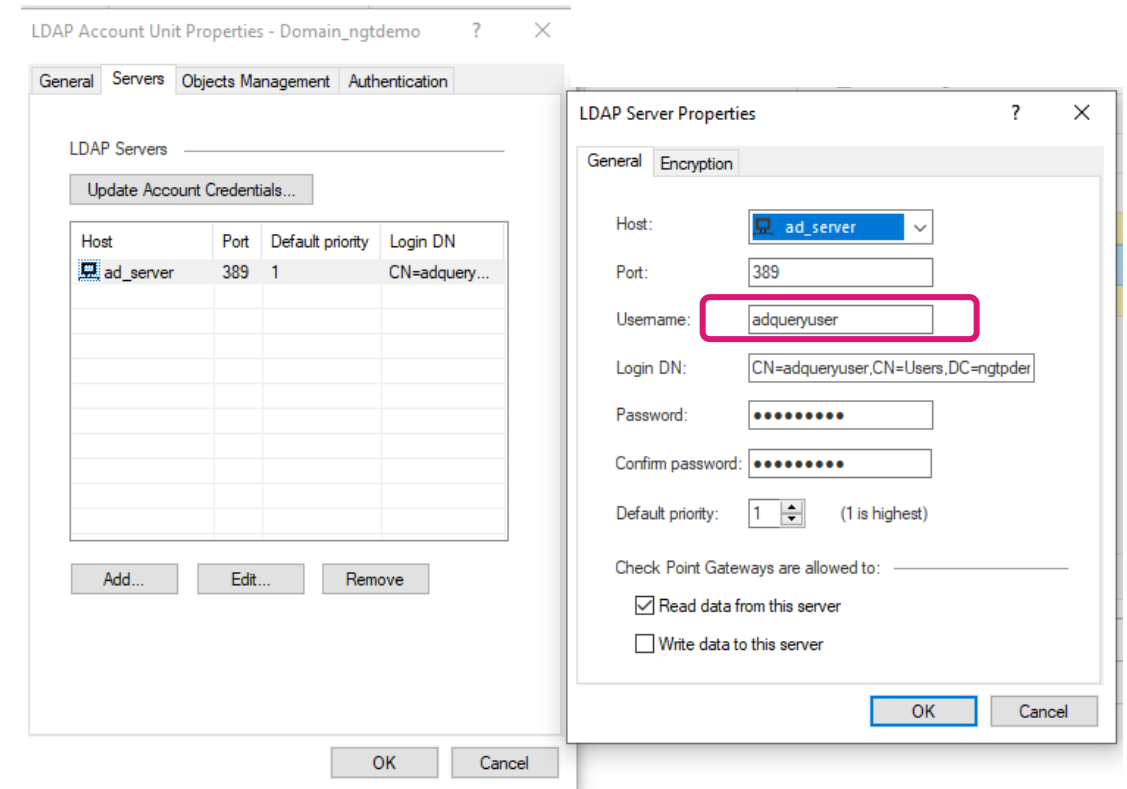 LDAP Account Unit Properties - Domain_ngtdemo ? ×
General Servers Objects Management Authentication
LDAP Servers
Update Account Credentials...
Host Port Default priority Login DN
ad_server 389 1 CN=adquery...
Add... Edit... Remove
OK Cancel
LDAP Server Properties ? ×
General Encryption
Host: ad_server
Port: 389
Username: adqueryuser
Login DN: CN=adqueryuser,CN=Users,DC=ngtpder
Password: ●●●●●●●●●
Confirm password: ●●●●●●●●●
Default priority: 1 (1 is highest)
Check Point Gateways are allowed to:
Read data from this server
Write data to this server
OK Cancel